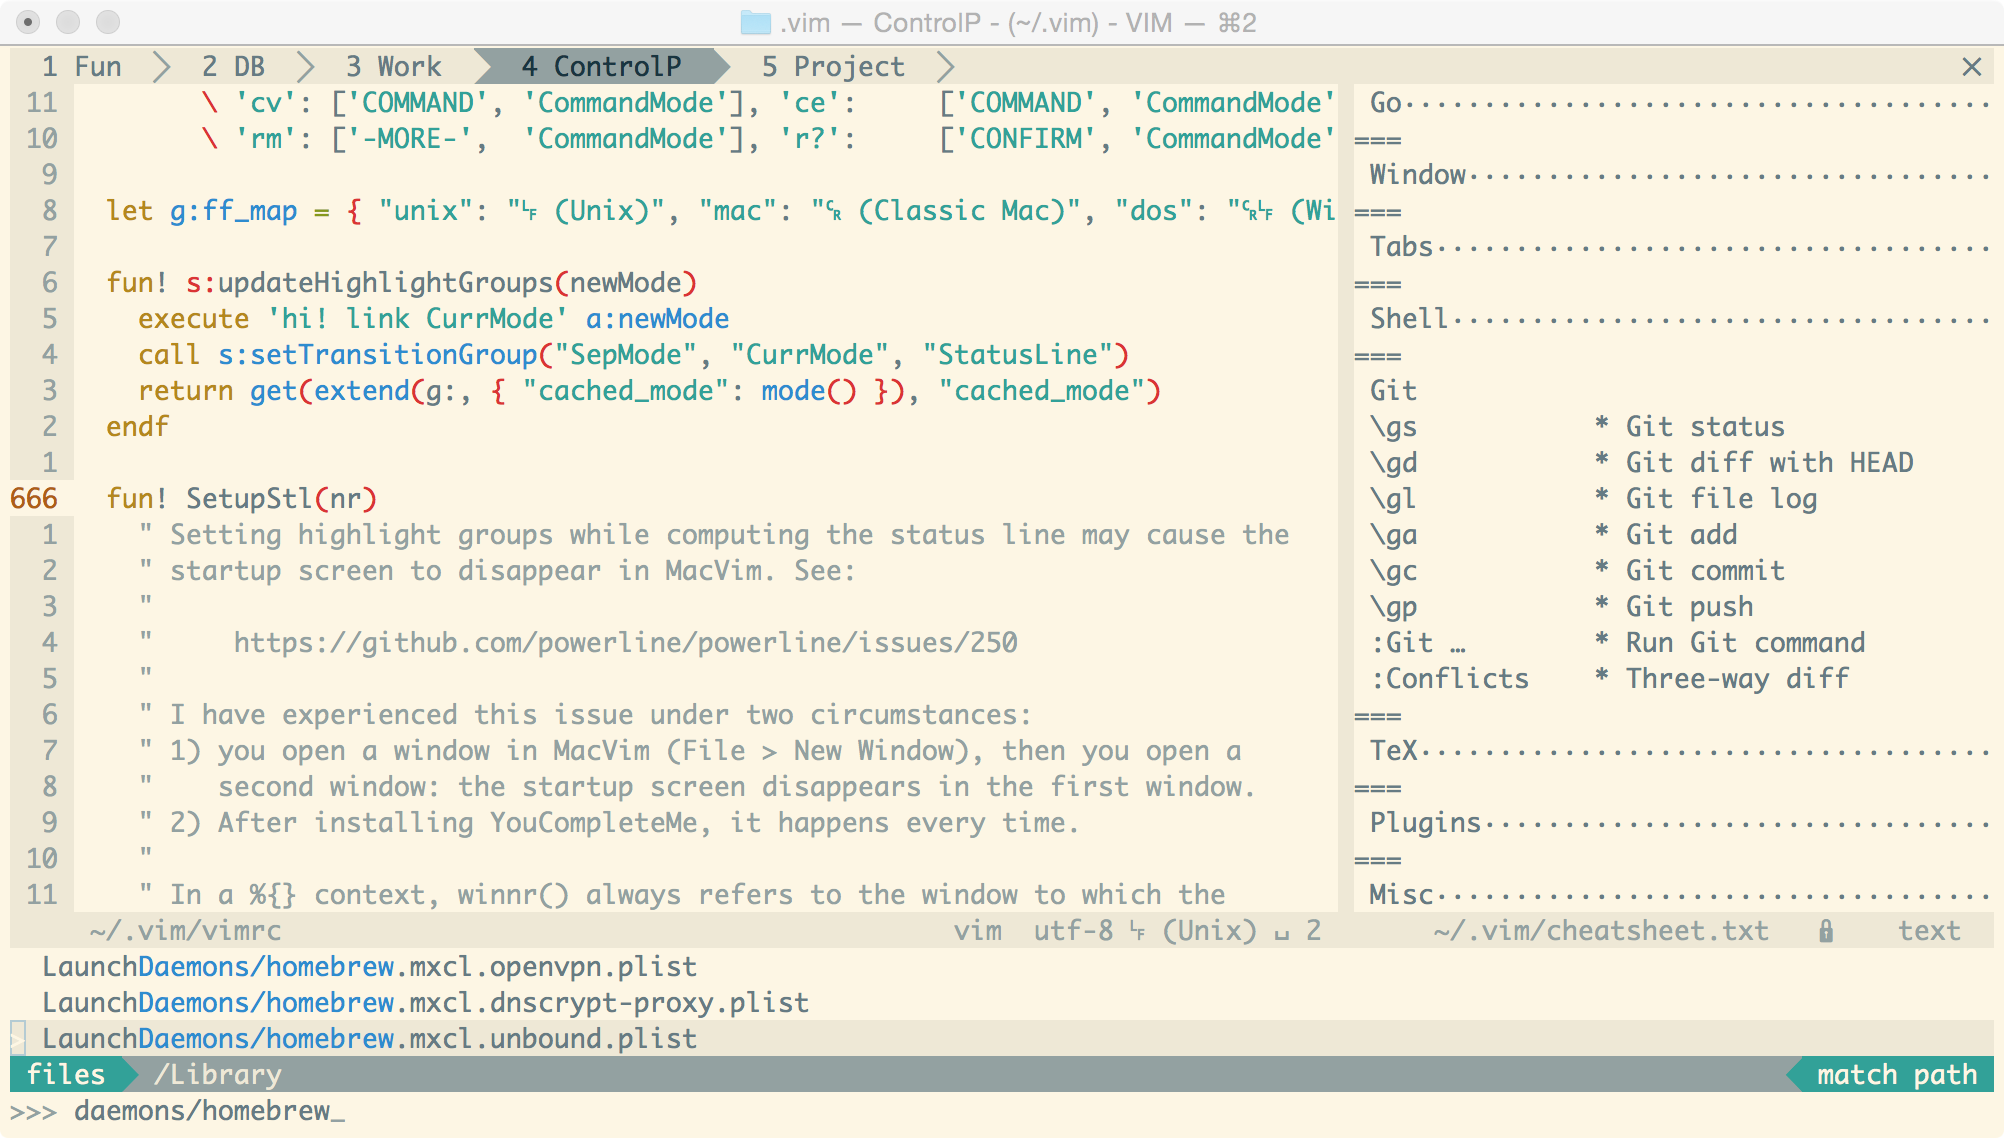 .vim — ControlP - (~/.vim) - VIM — ⌘2
1 Fun 2 DB 3 Work 4 ControlP 5 Project ×
11 \ 'cv': ['COMMAND', 'CommandMode'], 'ce': ['COMMAND', 'CommandMode'
10 \ 'rm': ['-MORE-', 'CommandMode'], 'r?': ['CONFIRM', 'CommandMode'
9
8 let g:ff_map = { "unix": "␊ (Unix)", "mac": "␍ (Classic Mac)", "dos": "␍␊ (Wi
7
6 fun! s:updateHighlightGroups(newMode)
5 execute 'hi! link CurrMode' a:newMode
4 call s:setTransitionGroup("SepMode", "CurrMode", "StatusLine")
3 return get(extend(g:, { "cached_mode": mode() }), "cached_mode")
2 endf
1
666 fun! SetupStl(nr)
1 " Setting highlight groups while computing the status line may cause the
2 " startup screen to disappear in MacVim. See:
3 "
4 " https://github.com/powerline/powerline/issues/250
5 "
6 " I have experienced this issue under two circumstances:
7 " 1) you open a window in MacVim (File > New Window), then you open a
8 " second window: the startup screen disappears in the first window.
9 " 2) After installing YouCompleteMe, it happens every time.
10 "
11 " In a %{} context, winnr() always refers to the window to which the
~/.vim/vimrc vim utf-8 ␊ (Unix) ␣ 2
Go·····································
===
Window·································
===
Tabs···································
===
Shell··································
===
Git
\gs * Git status
\gd * Git diff with HEAD
\gl * Git file log
\ga * Git add
\gc * Git commit
\gp * Git push
:Git … * Run Git command
:Conflicts * Three-way diff
===
TeX····································
===
Plugins································
===
Misc···································
~/.vim/cheatsheet.txt text
LaunchDaemons/homebrew.mxcl.openvpn.plist
LaunchDaemons/homebrew.mxcl.dnscrypt-proxy.plist
> LaunchDaemons/homebrew.mxcl.unbound.plist
files /Library match path
>>> daemons/homebrew_